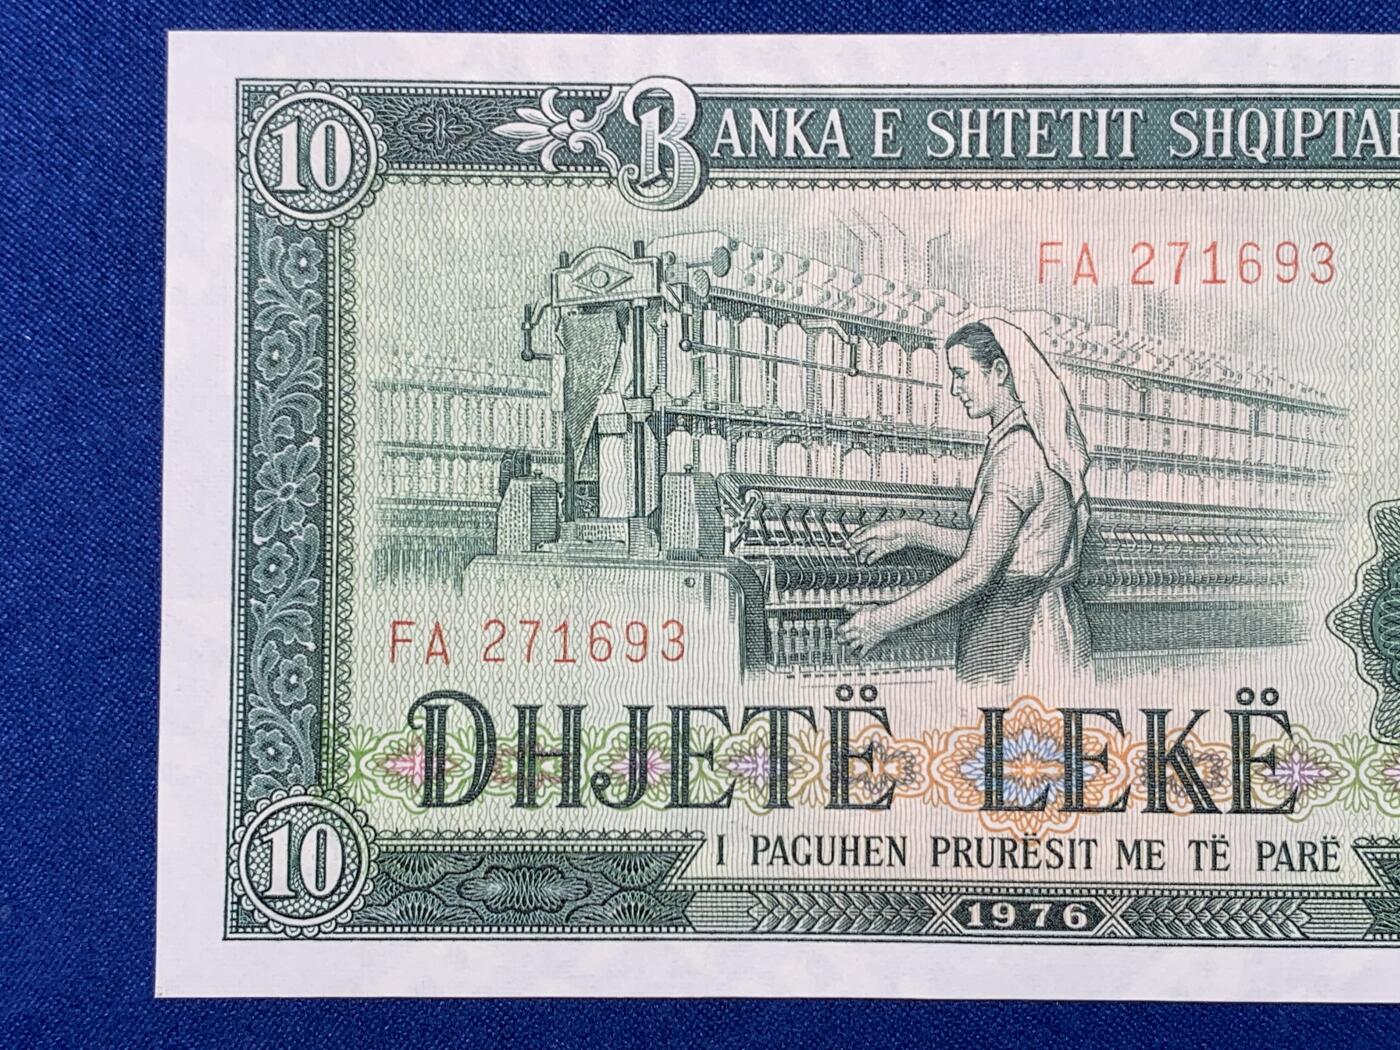 10
BANKA E SHTETIT SHQIPTAR
FA 271693
FA 271693
DHJETË LEKË
I PAGUHEN PRURËSIT ME TË PARË
10
1976